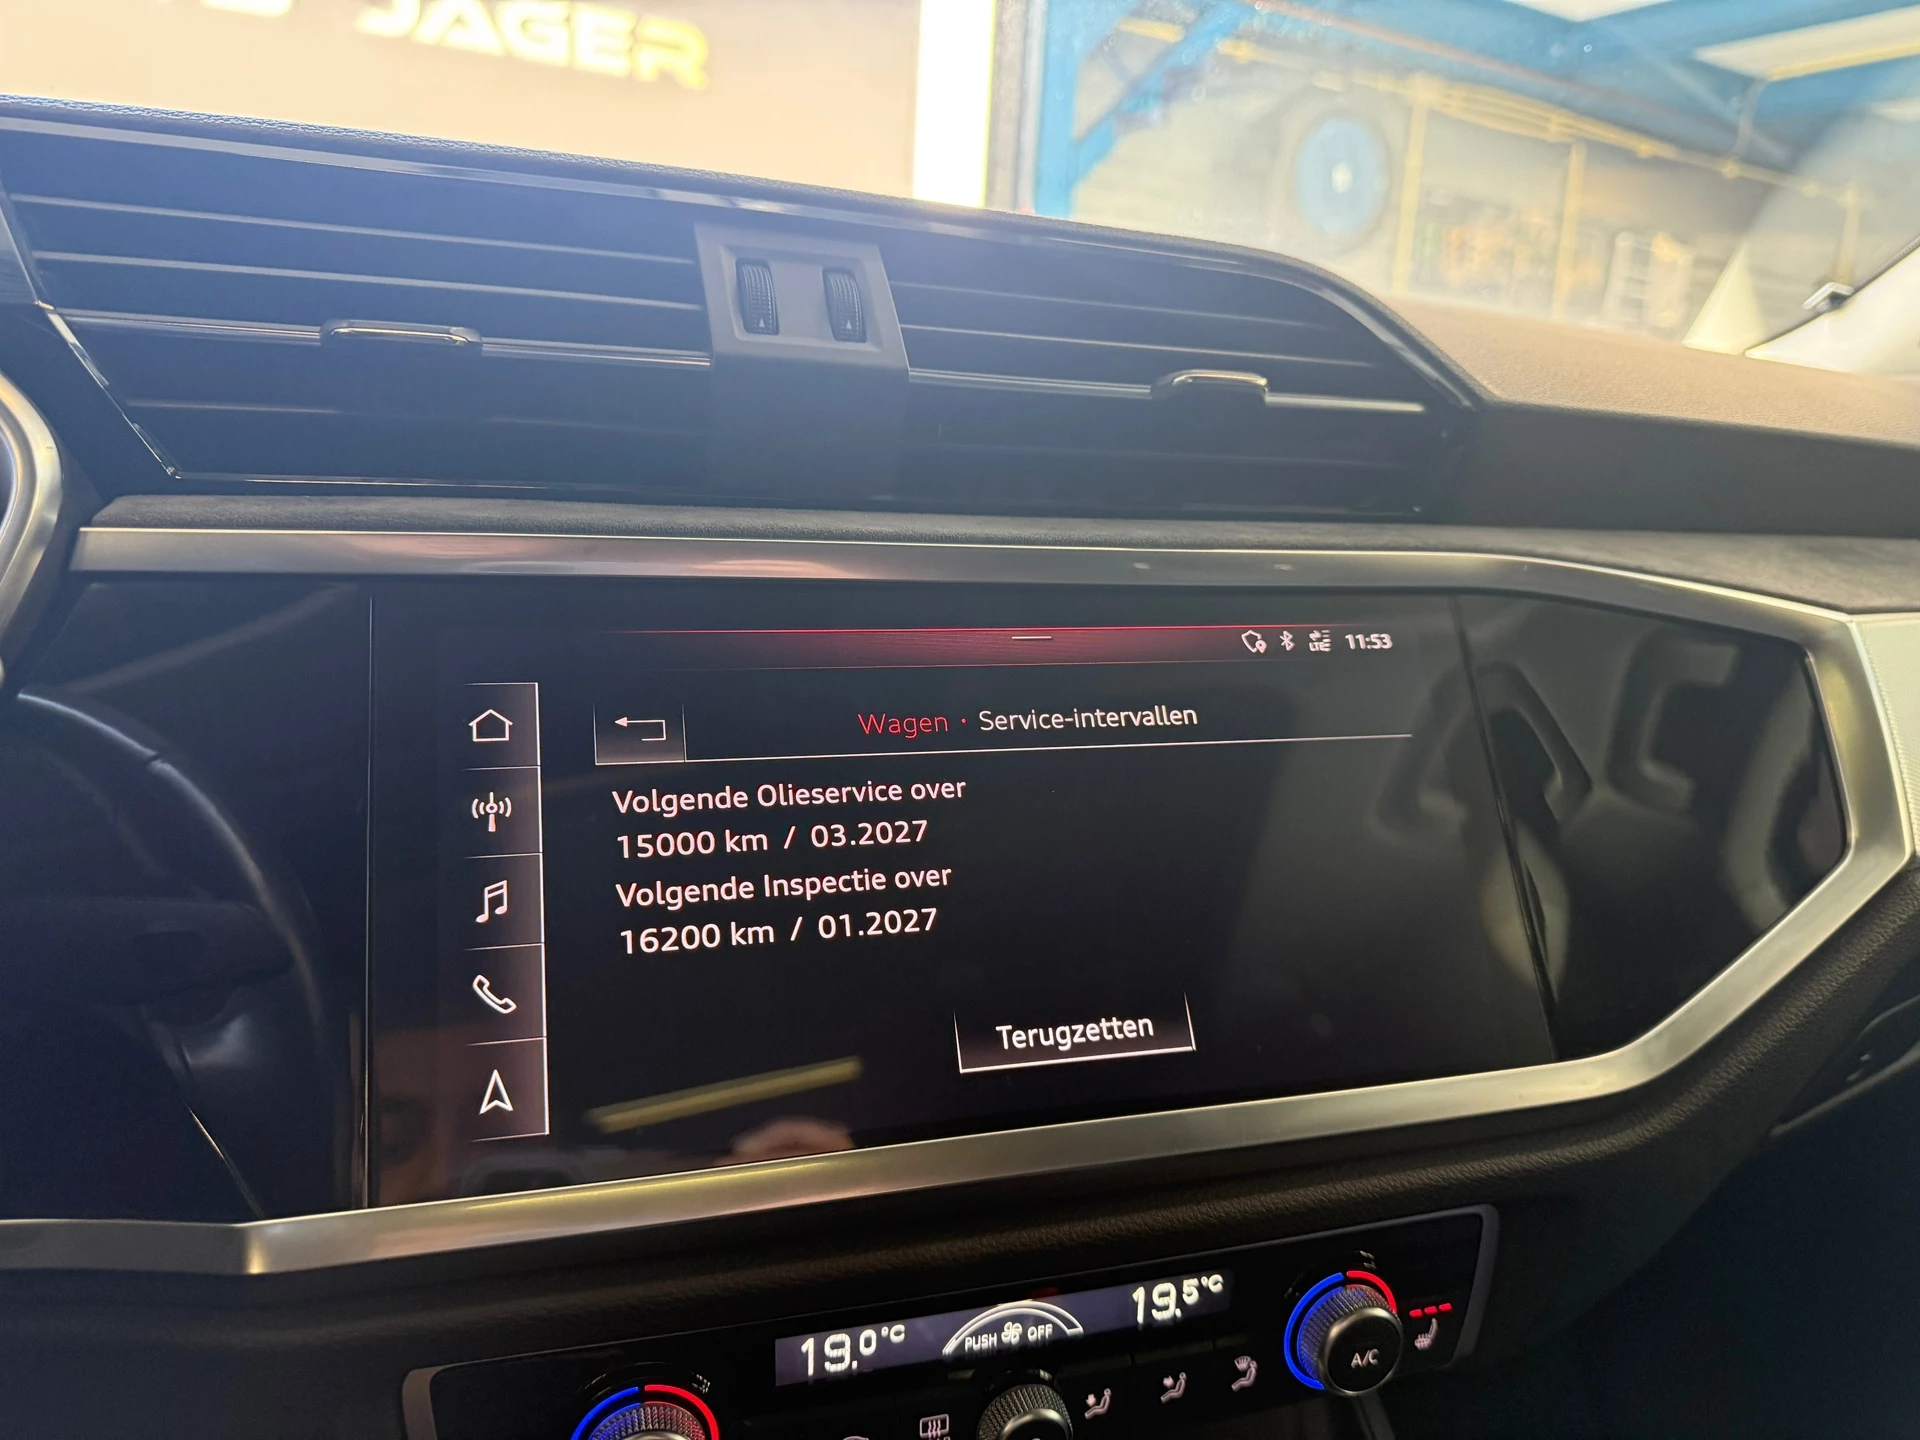 JAGER
LTE 11:53
Wagen • Service-intervallen
Volgende Olieservice over
15000 km / 03.2027
Volgende Inspectie over
16200 km / 01.2027
Terugzetten
19.0°C PUSH OFF 19.5°C
A/C